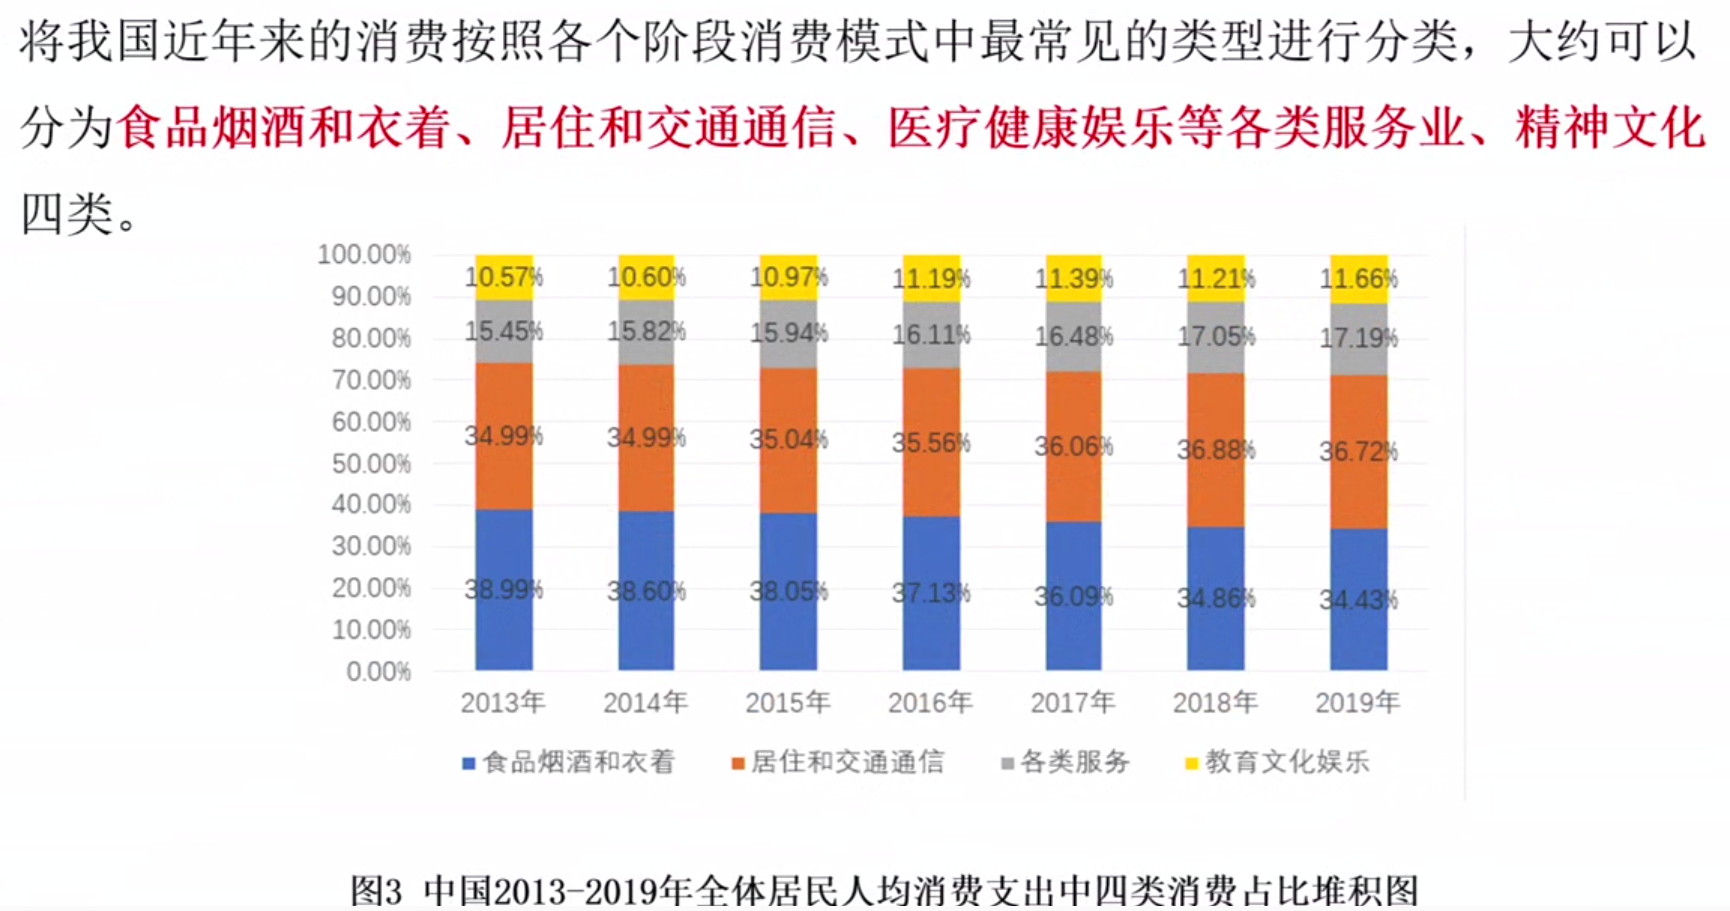 将我国近年来的消费按照各个阶段消费模式中最常见的类型进行分类，大约可以
分为食品烟酒和衣着、居住和交通通信、医疗健康娱乐等各类服务业、精神文化
四类。
100.00%
90.00%
80.00%
70.00%
60.00%
50.00%
40.00%
30.00%
20.00%
10.00%
0.00%
10.57% 10.60% 10.97% 11.19% 11.39% 11.21% 11.66%
15.45% 15.82% 15.94% 16.11% 16.48% 17.05% 17.19%
34.99% 34.99% 35.04% 35.56% 36.06% 36.88% 36.72%
38.99% 38.60% 38.05% 37.13% 36.09% 34.86% 34.43%
2013年 2014年 2015年 2016年 2017年 2018年 2019年
食品烟酒和衣着 居住和交通通信 各类服务 教育文化娱乐
图3 中国2013-2019年全体居民人均消费支出中四类消费占比堆积图